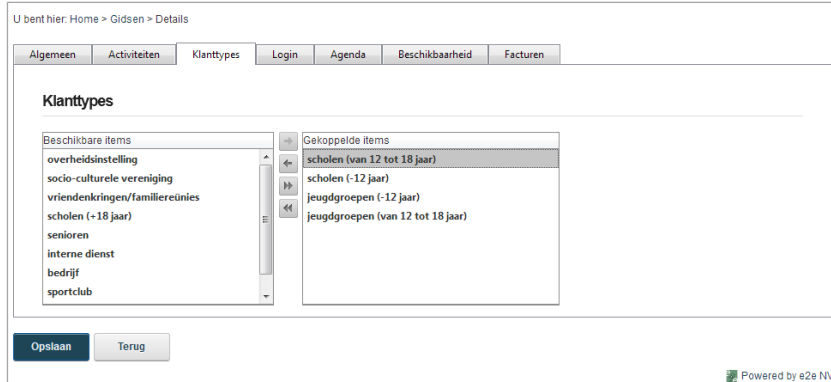 U bent hier: Home > Gidsen > Details
Algemeen Activiteiten Klanttypes Login Agenda Beschikbaarheid Facturen
Klanttypes
Beschikbare items Gekoppelde items
overheidsinstelling scholen (van 12 tot 18 jaar)
socio-culturele vereniging scholen (-12 jaar)
vriendenkringen/familiereünies jeugdgroepen (-12 jaar)
scholen (+18 jaar) jeugdgroepen (van 12 tot 18 jaar)
senioren
interne dienst
bedrijf
sportclub
Opslaan Terug
Powered by e2e NV